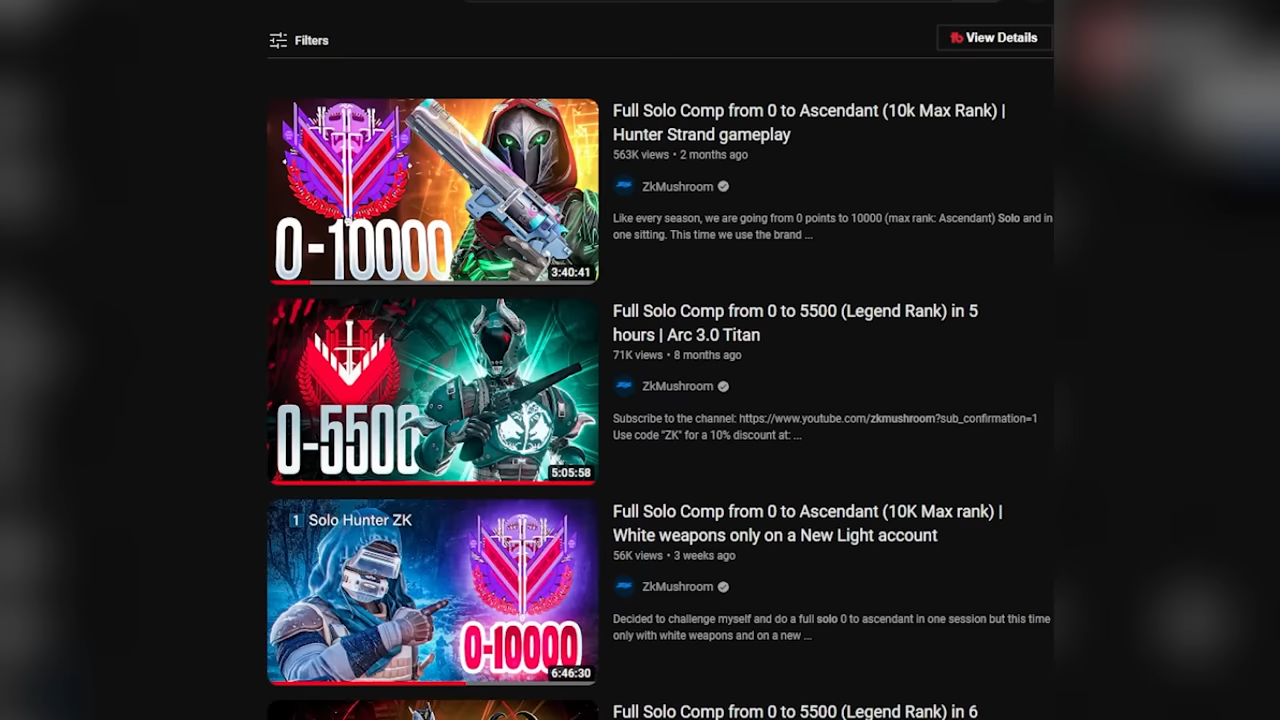 Filters
View Details
0-10000
3:40:41
Full Solo Comp from 0 to Ascendant (10k Max Rank) |
Hunter Strand gameplay
563K views • 2 months ago
ZkMushroom
Like every season, we are going from 0 points to 10000 (max rank: Ascendant) Solo and in
one sitting. This time we use the brand ...
0-5500
5:05:58
Full Solo Comp from 0 to 5500 (Legend Rank) in 5
hours | Arc 3.0 Titan
71K views • 8 months ago
ZkMushroom
Subscribe to the channel: https://www.youtube.com/zkmushroom?sub_confirmation=1
Use code "ZK" for a 10% discount at: ...
1 Solo Hunter ZK
0-10000
6:46:30
Full Solo Comp from 0 to Ascendant (10K Max rank) |
White weapons only on a New Light account
56K views • 3 weeks ago
ZkMushroom
Decided to challenge myself and do a full solo 0 to ascendant in one session but this time
only with white weapons and on a new ...
Full Solo Comp from 0 to 5500 (Legend Rank) in 6